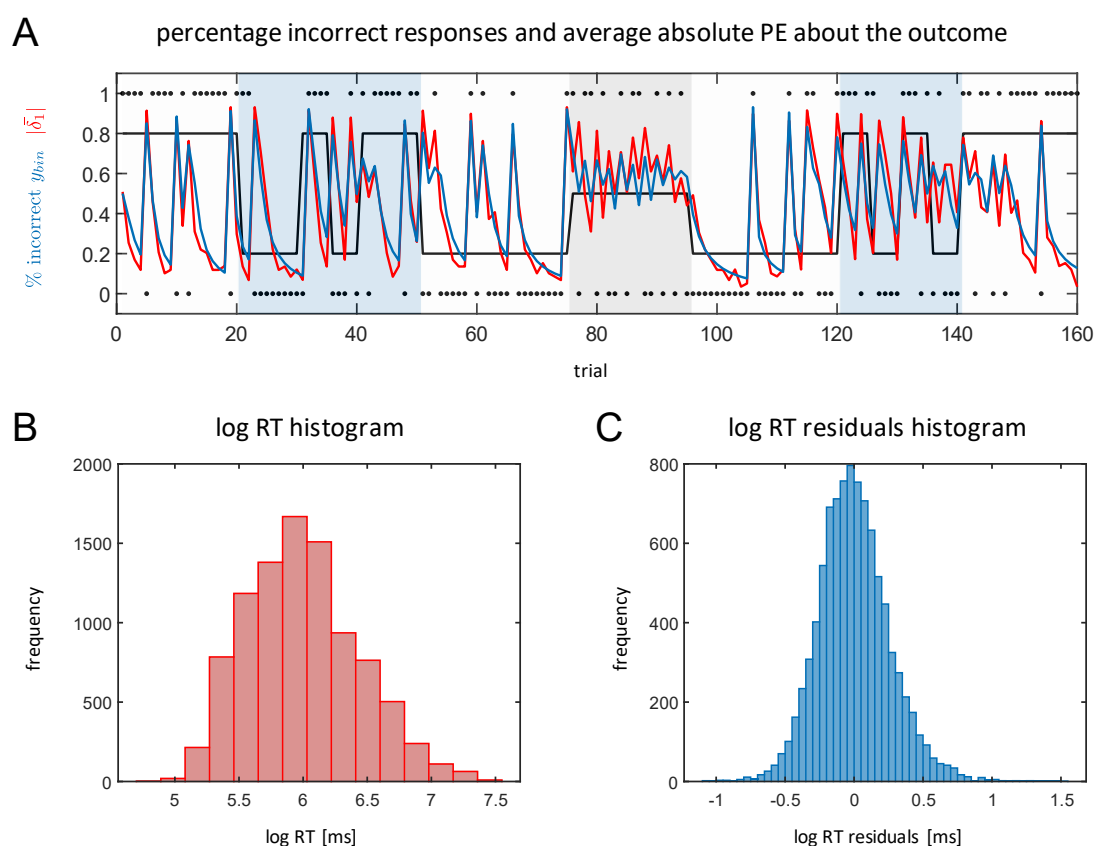 A
percentage incorrect responses and average absolute PE about the outcome
% incorrect y_bin |δ̄₁|
1
0.8
0.6
0.4
0.2
0
0 20 40 60 80 100 120 140 160
trial
B
log RT histogram
2000
1500
1000
500
0
frequency
5 5.5 6 6.5 7 7.5
log RT [ms]
C
log RT residuals histogram
800
600
400
200
0
frequency
-1 -0.5 0 0.5 1 1.5
log RT residuals [ms]